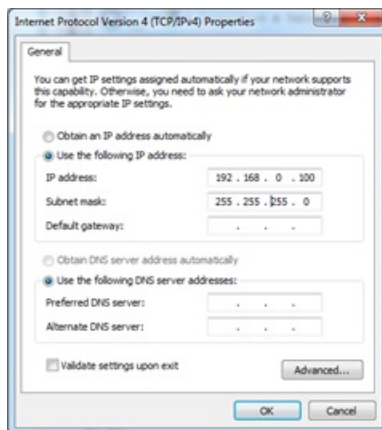 Internet Protocol Version 4 (TCP/IPv4) Properties
General
You can get IP settings assigned automatically if your network supports
this capability. Otherwise, you need to ask your network administrator
for the appropriate IP settings.
Obtain an IP address automatically
Use the following IP address:
IP address: 192 . 168 . 0 . 100
Subnet mask: 255 . 255 . 255 . 0
Default gateway: . . .
Obtain DNS server address automatically
Use the following DNS server addresses:
Preferred DNS server: . . .
Alternate DNS server: . . .
Validate settings upon exit
Advanced...
OK
Cancel